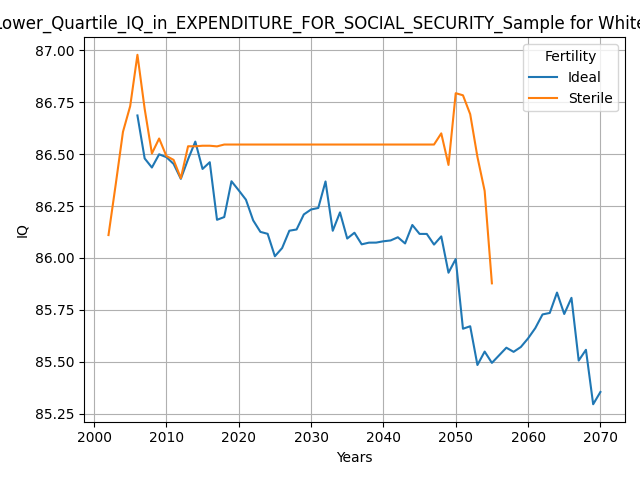 Lower_Quartile_IQ_in_EXPENDITURE_FOR_SOCIAL_SECURITY_Sample for White
87.00
86.75
86.50
86.25
86.00
85.75
85.50
85.25
IQ
Fertility
Ideal
Sterile
2000 2010 2020 2030 2040 2050 2060 2070
Years